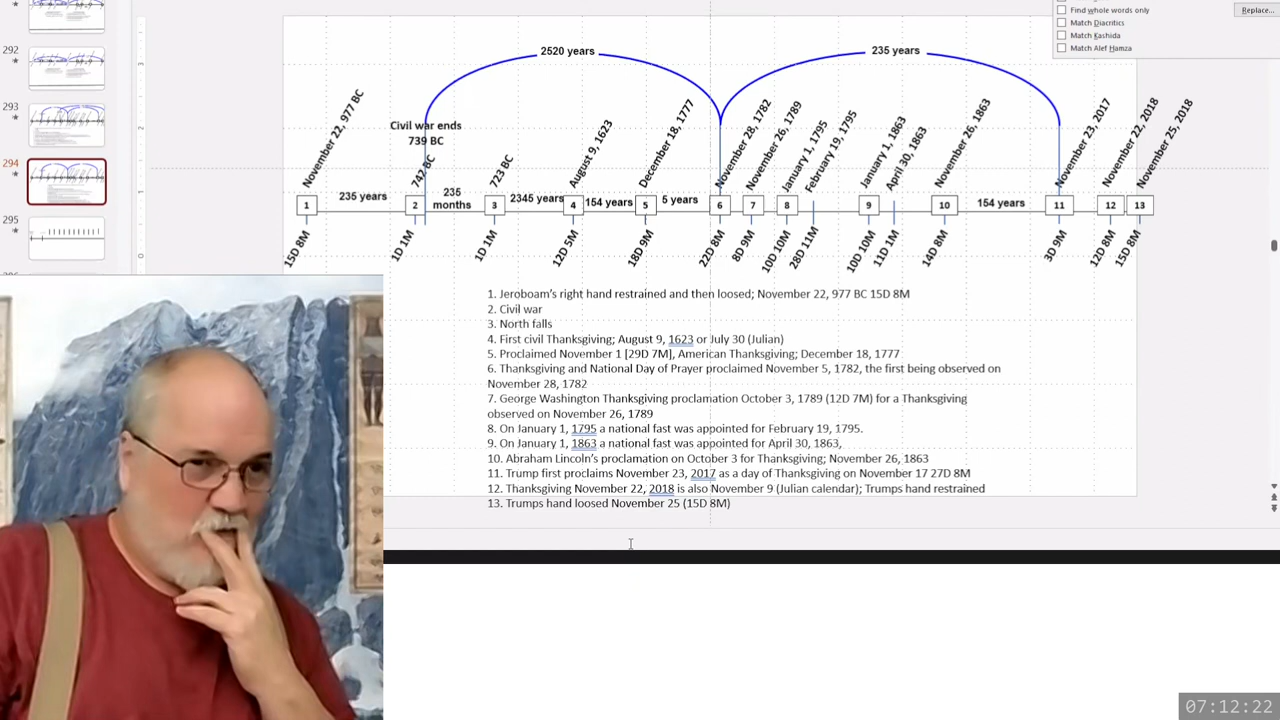 292
293
294
295
Find whole words only
Replace...
Match Diacritics
Match Kashida
Match Alef Hamza
2520 years
235 years
November 22, 977 BC
Civil war ends
739 BC
742 BC
723 BC
August 9, 1623
December 18, 1777
November 28, 1782
November 26, 1789
January 1, 1795
February 19, 1795
January 1, 1863
April 30, 1863
November 26, 1863
November 23, 2017
November 22, 2018
November 25, 2018
235 years
235
months
2345 years
154 years
5 years
154 years
1 2 3 4 5 6 7 8 9 10 11 12 13
15D 8M
1D 1M
1D 1M
12D 5M
18D 9M
22D 8M
8D 9M
10D 10M
28D 11M
10D 10M
11D 1M
14D 8M
3D 9M
12D 8M
15D 8M
1. Jeroboam's right hand restrained and then loosed; November 22, 977 BC 15D 8M
2. Civil war
3. North falls
4. First civil Thanksgiving; August 9, 1623 or July 30 (Julian)
5. Proclaimed November 1 [29D 7M], American Thanksgiving; December 18, 1777
6. Thanksgiving and National Day of Prayer proclaimed November 5, 1782, the first being observed on
November 28, 1782
7. George Washington Thanksgiving proclamation October 3, 1789 (12D 7M) for a Thanksgiving
observed on November 26, 1789
8. On January 1, 1795 a national fast was appointed for February 19, 1795.
9. On January 1, 1863 a national fast was appointed for April 30, 1863,
10. Abraham Lincoln's proclamation on October 3 for Thanksgiving; November 26, 1863
11. Trump first proclaims November 23, 2017 as a day of Thanksgiving on November 17 27D 8M
12. Thanksgiving November 22, 2018 is also November 9 (Julian calendar); Trumps hand restrained
13. Trumps hand loosed November 25 (15D 8M)
07:12:22